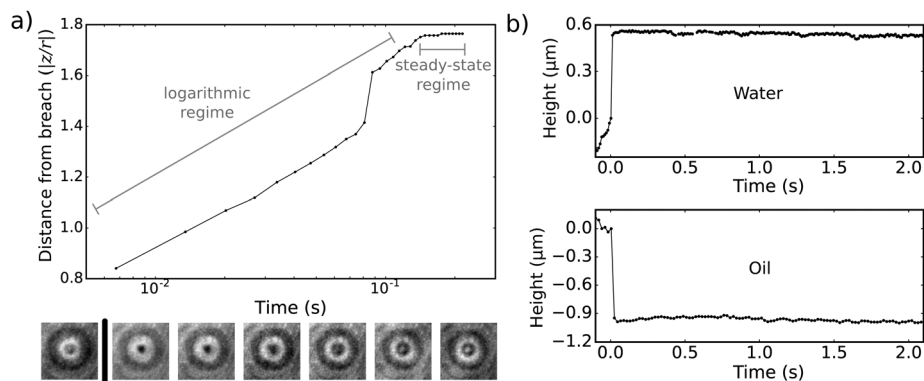 a)
Distance from breach (|z/r|)
1.8
1.6
1.4
1.2
1.0
0.8
logarithmic
regime
steady-state
regime
10⁻²
10⁻¹
Time (s)
b)
Height (μm)
0.6
0.3
0.0
Water
0.0
0.5
1.0
1.5
2.0
Time (s)
Height (μm)
0.0
−0.3
−0.6
−0.9
−1.2
Oil
0.0
0.5
1.0
1.5
2.0
Time (s)